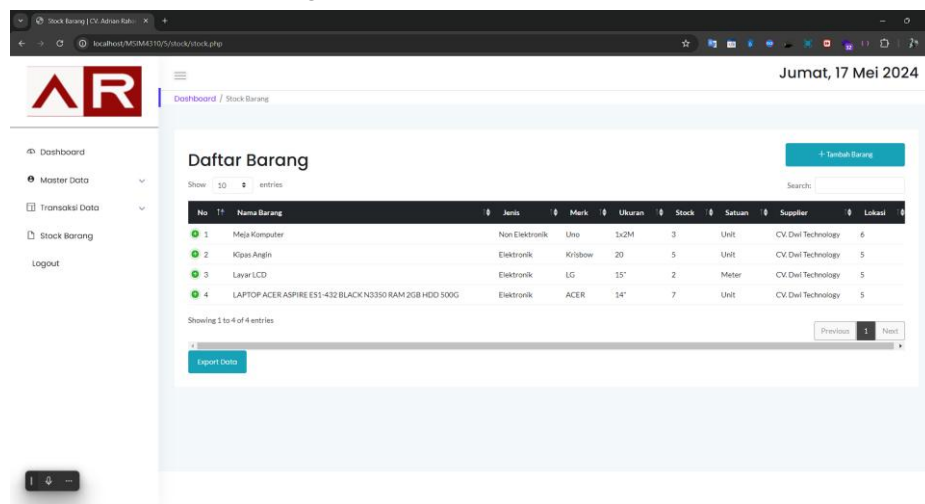 Stock Barang | CV. Adrian Rahm
localhost/MSIM4310/5/stock/stock.php
AR
Jumat, 17 Mei 2024
Dashboard / Stock Barang
Dashboard
Master Data
Transaksi Data
Stock Barang
Logout
Daftar Barang
+ Tambah Barang
Show 10 entries
Search:
No Nama Barang Jenis Merk Ukuran Stock Satuan Supplier Lokasi
1 Meja Komputer Non Elektronik Uno 1x2M 3 Unit CV. Dwi Technology 6
2 Kipas Angin Elektronik Krisbow 20 5 Unit CV. Dwi Technology 5
3 Layar LCD Elektronik LG 15" 2 Meter CV. Dwi Technology 5
4 LAPTOP ACER ASPIRE ES1-432 BLACK N3350 RAM 2GB HDD 500G Elektronik ACER 14" 7 Unit CV. Dwi Technology 5
Showing 1 to 4 of 4 entries
Previous 1 Next
Export Data